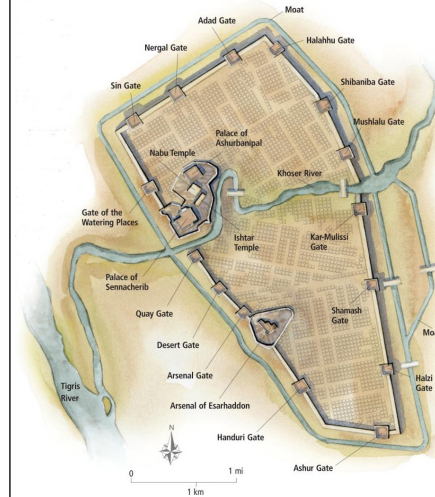 Moat
Adad Gate
Halahhu Gate
Nergal Gate
Shibaniba Gate
Sin Gate
Mushlalu Gate
Palace of
Ashurbanipal
Nabu Temple
Khoser River
Gate of the
Watering Places
Ishtar
Temple
Kar-Mulissi
Gate
Palace of
Sennacherib
Quay Gate
Shamash
Gate
Desert Gate
Arsenal Gate
Halzi
Gate
Tigris
River
Arsenal of Esarhaddon
N
Handuri Gate
0 1 mi
1 km
Ashur Gate